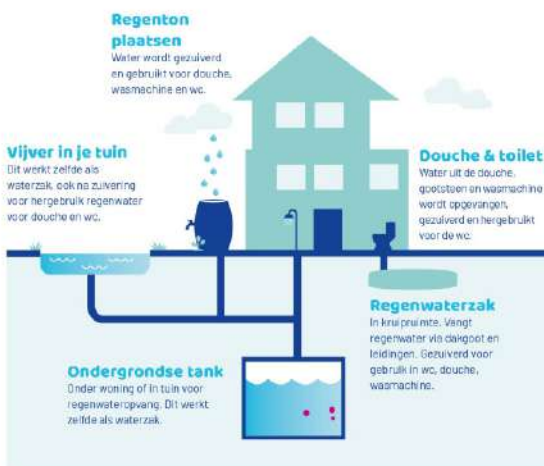 Regenton
plaatsen
Water wordt gezuiverd
en gebruikt voor douche,
wasmachine en wc.
Vijver in je tuin
Dit werkt zelfde als
waterzak, ook na zuivering
voor hergebruik regenwater
voor douche en wc.
Douche & toilet
Water uit de douche,
gootsteen en wasmachine
wordt opgevangen,
gezuiverd en hergebruikt
voor de wc.
Regenwaterzak
In kruipruimte. Vangt
regenwater via dakgoot en
leidingen. Gezuiverd voor
gebruik in wc, douche,
wasmachine.
Ondergrondse tank
Onder woning of in tuin voor
regenwateropvang. Dit werkt
zelfde als waterzak.